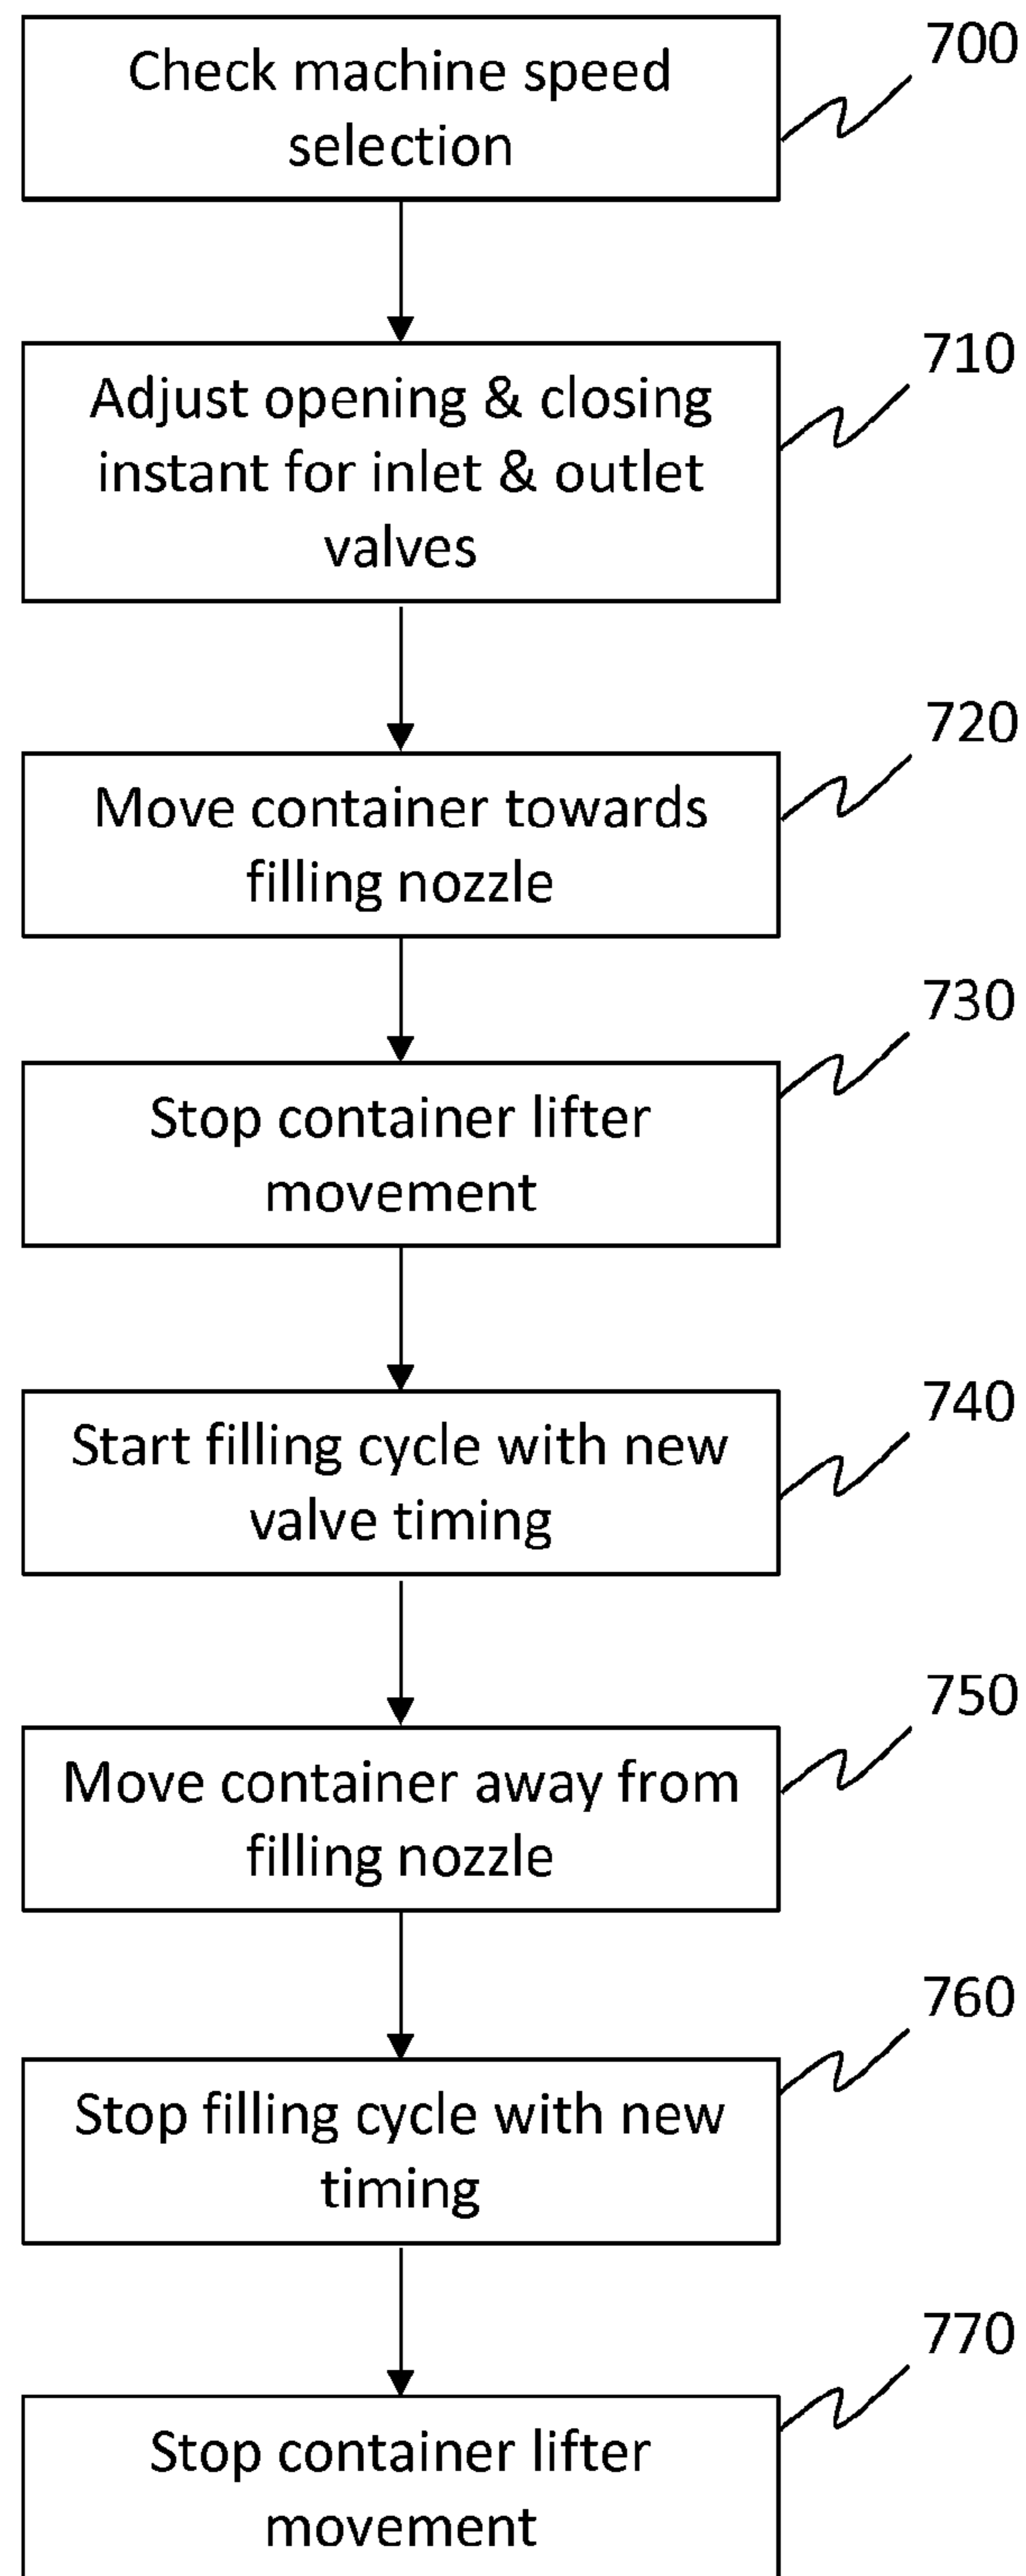 Check machine speed
selection
700
Adjust opening & closing
instant for inlet & outlet
valves
710
Move container towards
filling nozzle
720
Stop container lifter
movement
730
Start filling cycle with new
valve timing
740
Move container away from
filling nozzle
750
Stop filling cycle with new
timing
760
Stop container lifter
movement
770